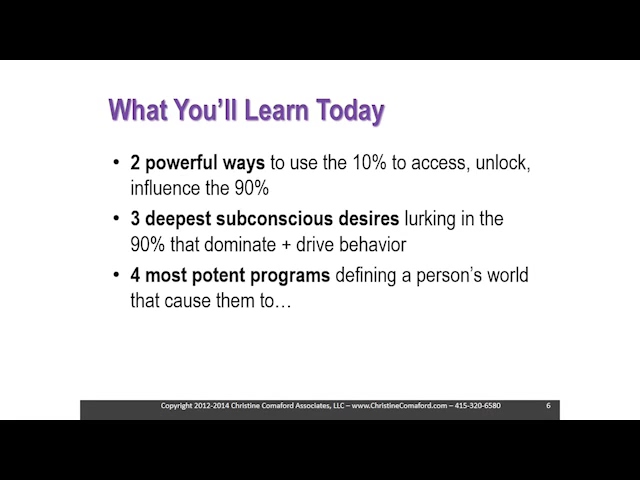 What You'll Learn Today
• 2 powerful ways to use the 10% to access, unlock,
influence the 90%
• 3 deepest subconscious desires lurking in the
90% that dominate + drive behavior
• 4 most potent programs defining a person's world
that cause them to…
Copyright 2012-2014 Christine Comaford Associates, LLC – www.ChristineComaford.com – 415-320-6580 6